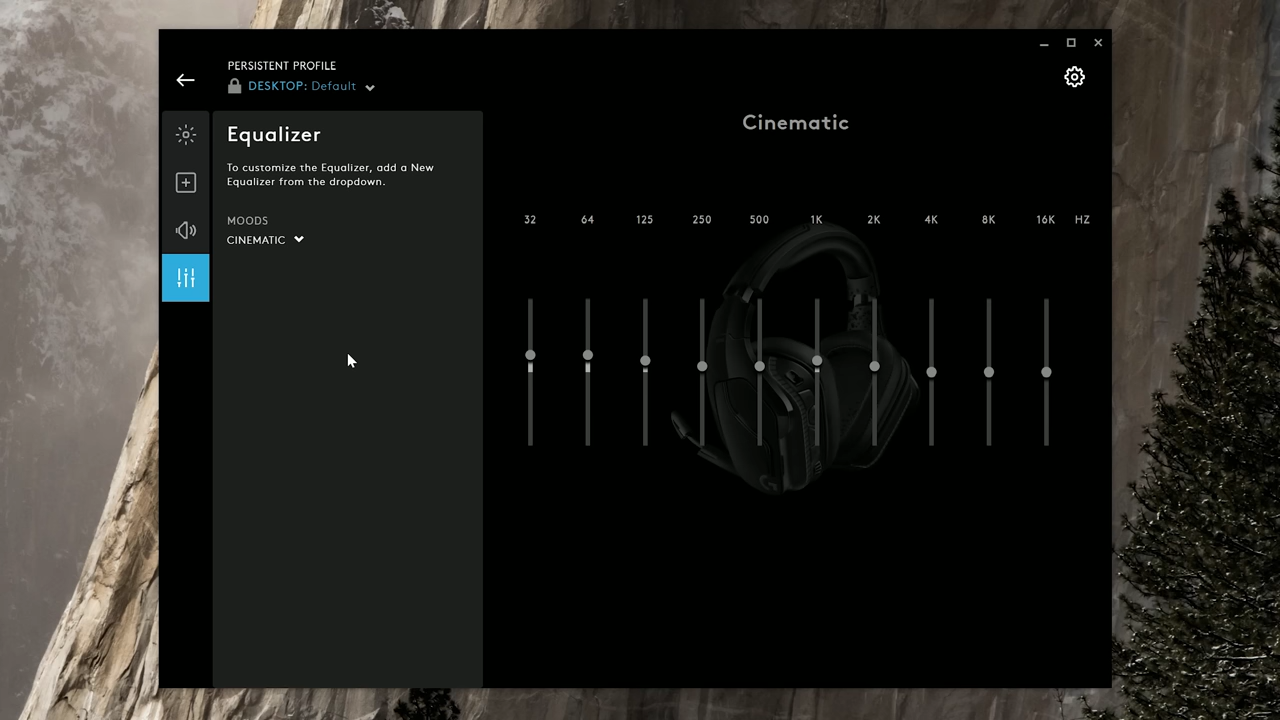 PERSISTENT PROFILE
DESKTOP: Default
Equalizer
To customize the Equalizer, add a New
Equalizer from the dropdown.
MOODS
CINEMATIC
Cinematic
32 64 125 250 500 1K 2K 4K 8K 16K HZ